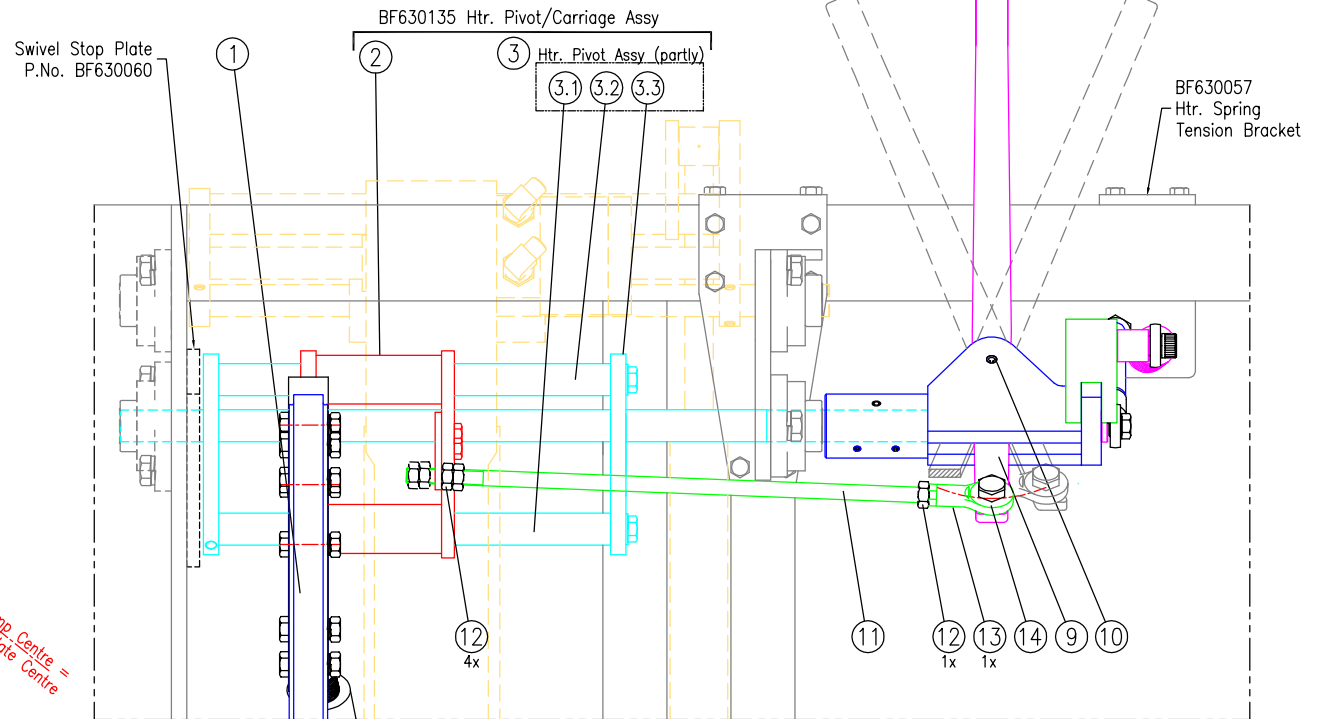 BF630135 Htr. Pivot/Carriage Assy
Swivel Stop Plate
P.No. BF630060
1
2
3
Htr. Pivot Assy (partly)
3.1
3.2
3.3
BF630057
Htr. Spring
Tension Bracket
12
4x
11
12
1x
13
1x
14
9
10
Centre =
Centre